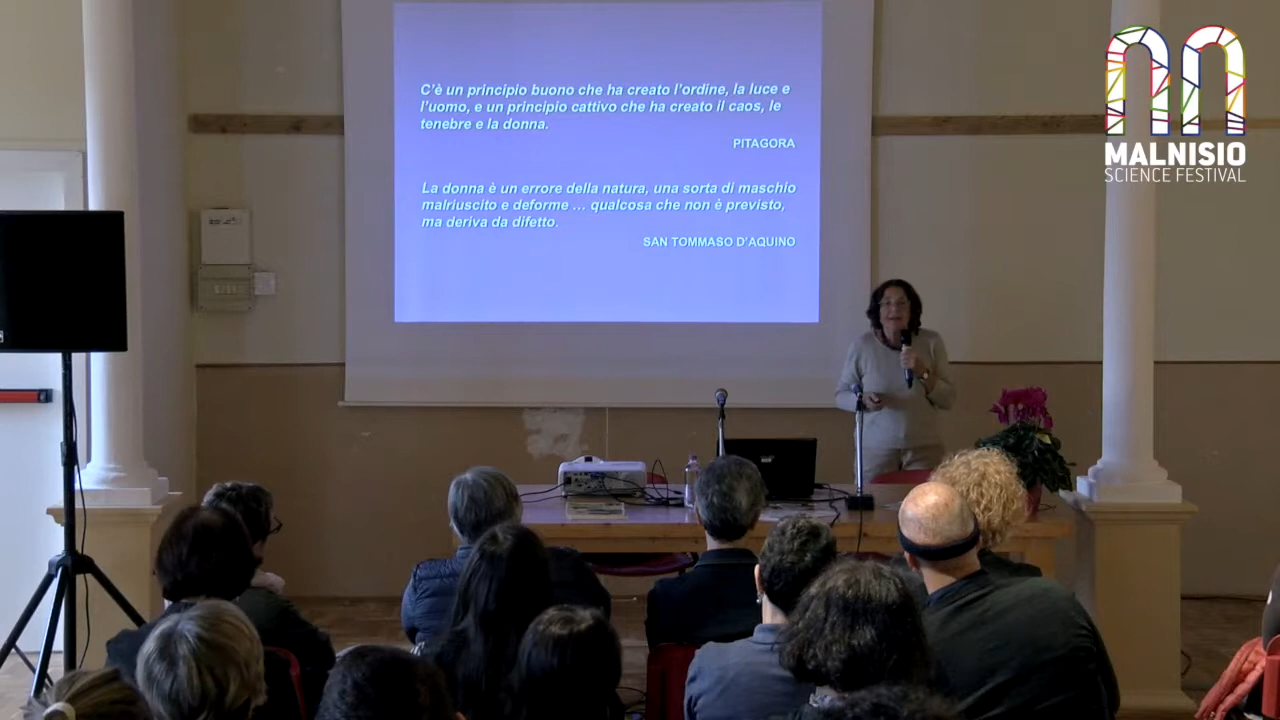 C'è un principio buono che ha creato l'ordine, la luce e
l'uomo, e un principio cattivo che ha creato il caos, le
tenebre e la donna.
PITAGORA
La donna è un errore della natura, una sorta di maschio
malriuscito e deforme ... qualcosa che non è previsto,
ma deriva da difetto.
SAN TOMMASO D'AQUINO
MALNISIO
SCIENCE FESTIVAL